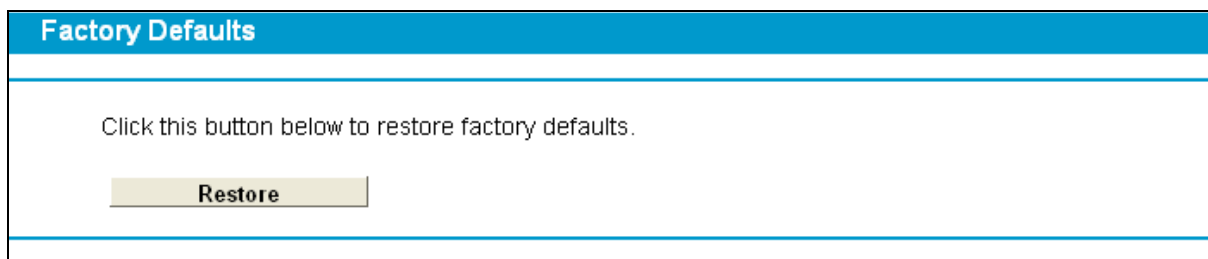 Factory Defaults
Click this button below to restore factory defaults.
Restore